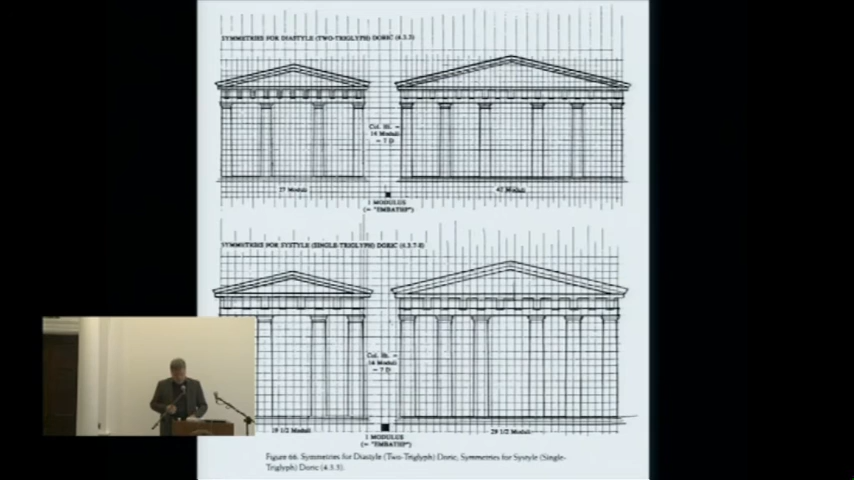 SYMMETRIES FOR DIASTYLE (TWO-TRIGLYPH) DORIC (4.3.3)
Col. Ht. =
14 Moduli
= 7 D
27 Moduli
42 Moduli
1 MODULUS
(= "EMBATER")
SYMMETRIES FOR SYSTYLE (SINGLE-TRIGLYPH) DORIC (4.3.7-8)
Col. Ht. =
14 Moduli
= 7 D
19 1/2 Moduli
29 1/2 Moduli
1 MODULUS
(= "EMBATER")
Figure 66. Symmetries for Diastyle (Two-Triglyph) Doric. Symmetries for Systyle (Single-
Triglyph) Doric (4.3.3).